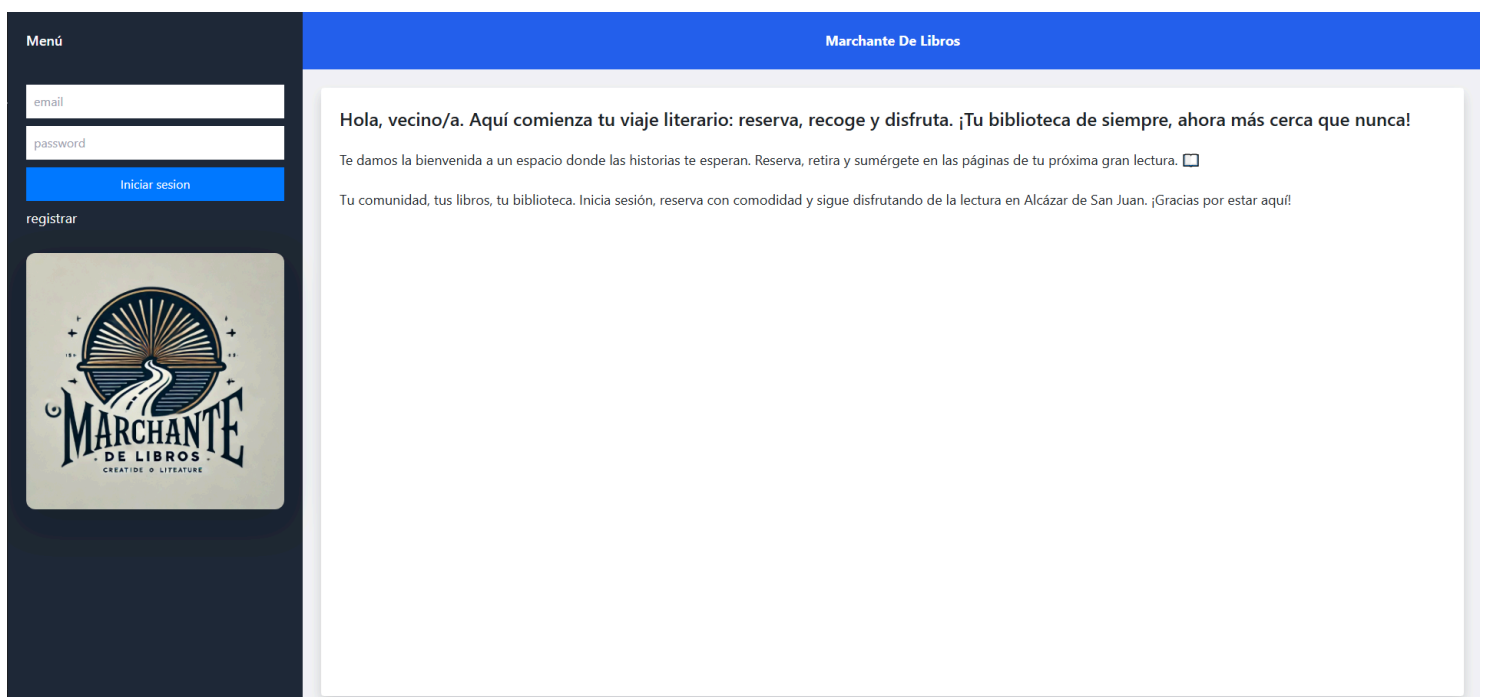 Menú
email
password
Iniciar sesion
registrar
MARCHANTE
DE LIBROS
CREATIDE O LITEATURE
Marchante De Libros
Hola, vecino/a. Aquí comienza tu viaje literario: reserva, recoge y disfruta. ¡Tu biblioteca de siempre, ahora más cerca que nunca!
Te damos la bienvenida a un espacio donde las historias te esperan. Reserva, retira y sumérgete en las páginas de tu próxima gran lectura. 📖
Tu comunidad, tus libros, tu biblioteca. Inicia sesión, reserva con comodidad y sigue disfrutando de la lectura en Alcázar de San Juan. ¡Gracias por estar aquí!